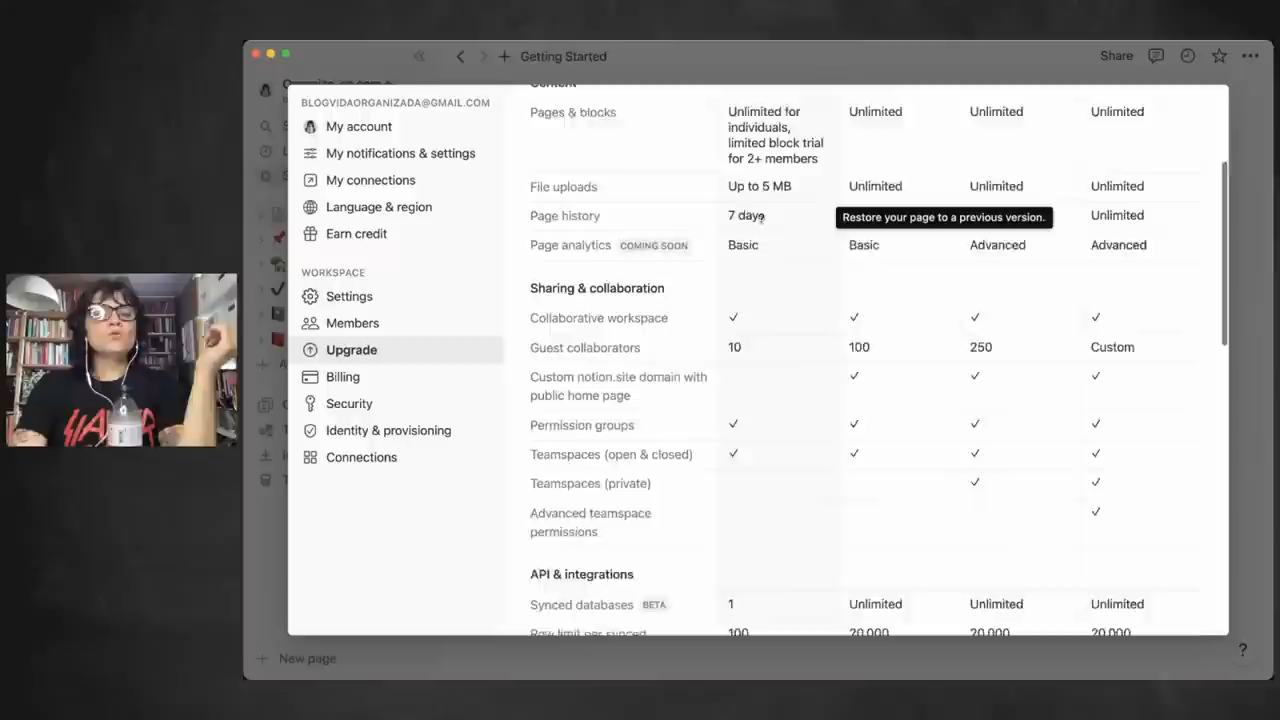 Getting Started
Share
BLOGVIDAORGANIZADA@GMAIL.COM
My account
My notifications & settings
My connections
Language & region
Earn credit
WORKSPACE
Settings
Members
Upgrade
Billing
Security
Identity & provisioning
Connections
New page
Content
Pages & blocks
Unlimited for
individuals,
limited block trial
for 2+ members
Unlimited
Unlimited
Unlimited
File uploads
Up to 5 MB
Unlimited
Unlimited
Unlimited
Page history
7 days
Restore your page to a previous version.
Unlimited
Page analytics COMING SOON
Basic
Basic
Advanced
Advanced
Sharing & collaboration
Collaborative workspace
✓
✓
✓
✓
Guest collaborators
10
100
250
Custom
Custom notion.site domain with
public home page
✓
✓
✓
Permission groups
✓
✓
✓
✓
Teamspaces (open & closed)
✓
✓
✓
✓
Teamspaces (private)
✓
✓
Advanced teamspace
permissions
✓
API & integrations
Synced databases BETA
1
Unlimited
Unlimited
Unlimited
Row limit per synced
100
20,000
20,000
20,000
?